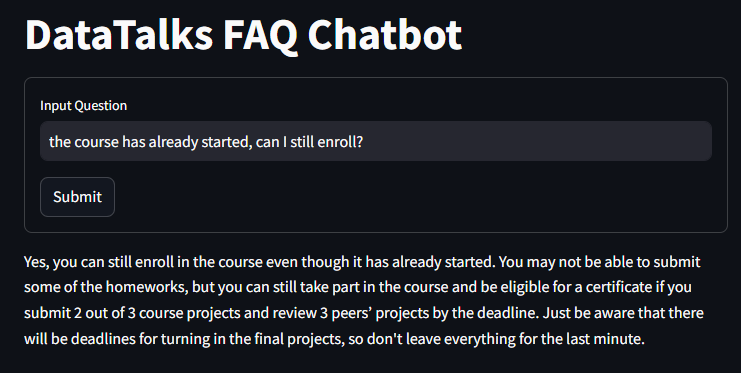 DataTalks FAQ Chatbot
Input Question
the course has already started, can I still enroll?
Submit
Yes, you can still enroll in the course even though it has already started. You may not be able to submit
some of the homeworks, but you can still take part in the course and be eligible for a certificate if you
submit 2 out of 3 course projects and review 3 peers’ projects by the deadline. Just be aware that there
will be deadlines for turning in the final projects, so don't leave everything for the last minute.